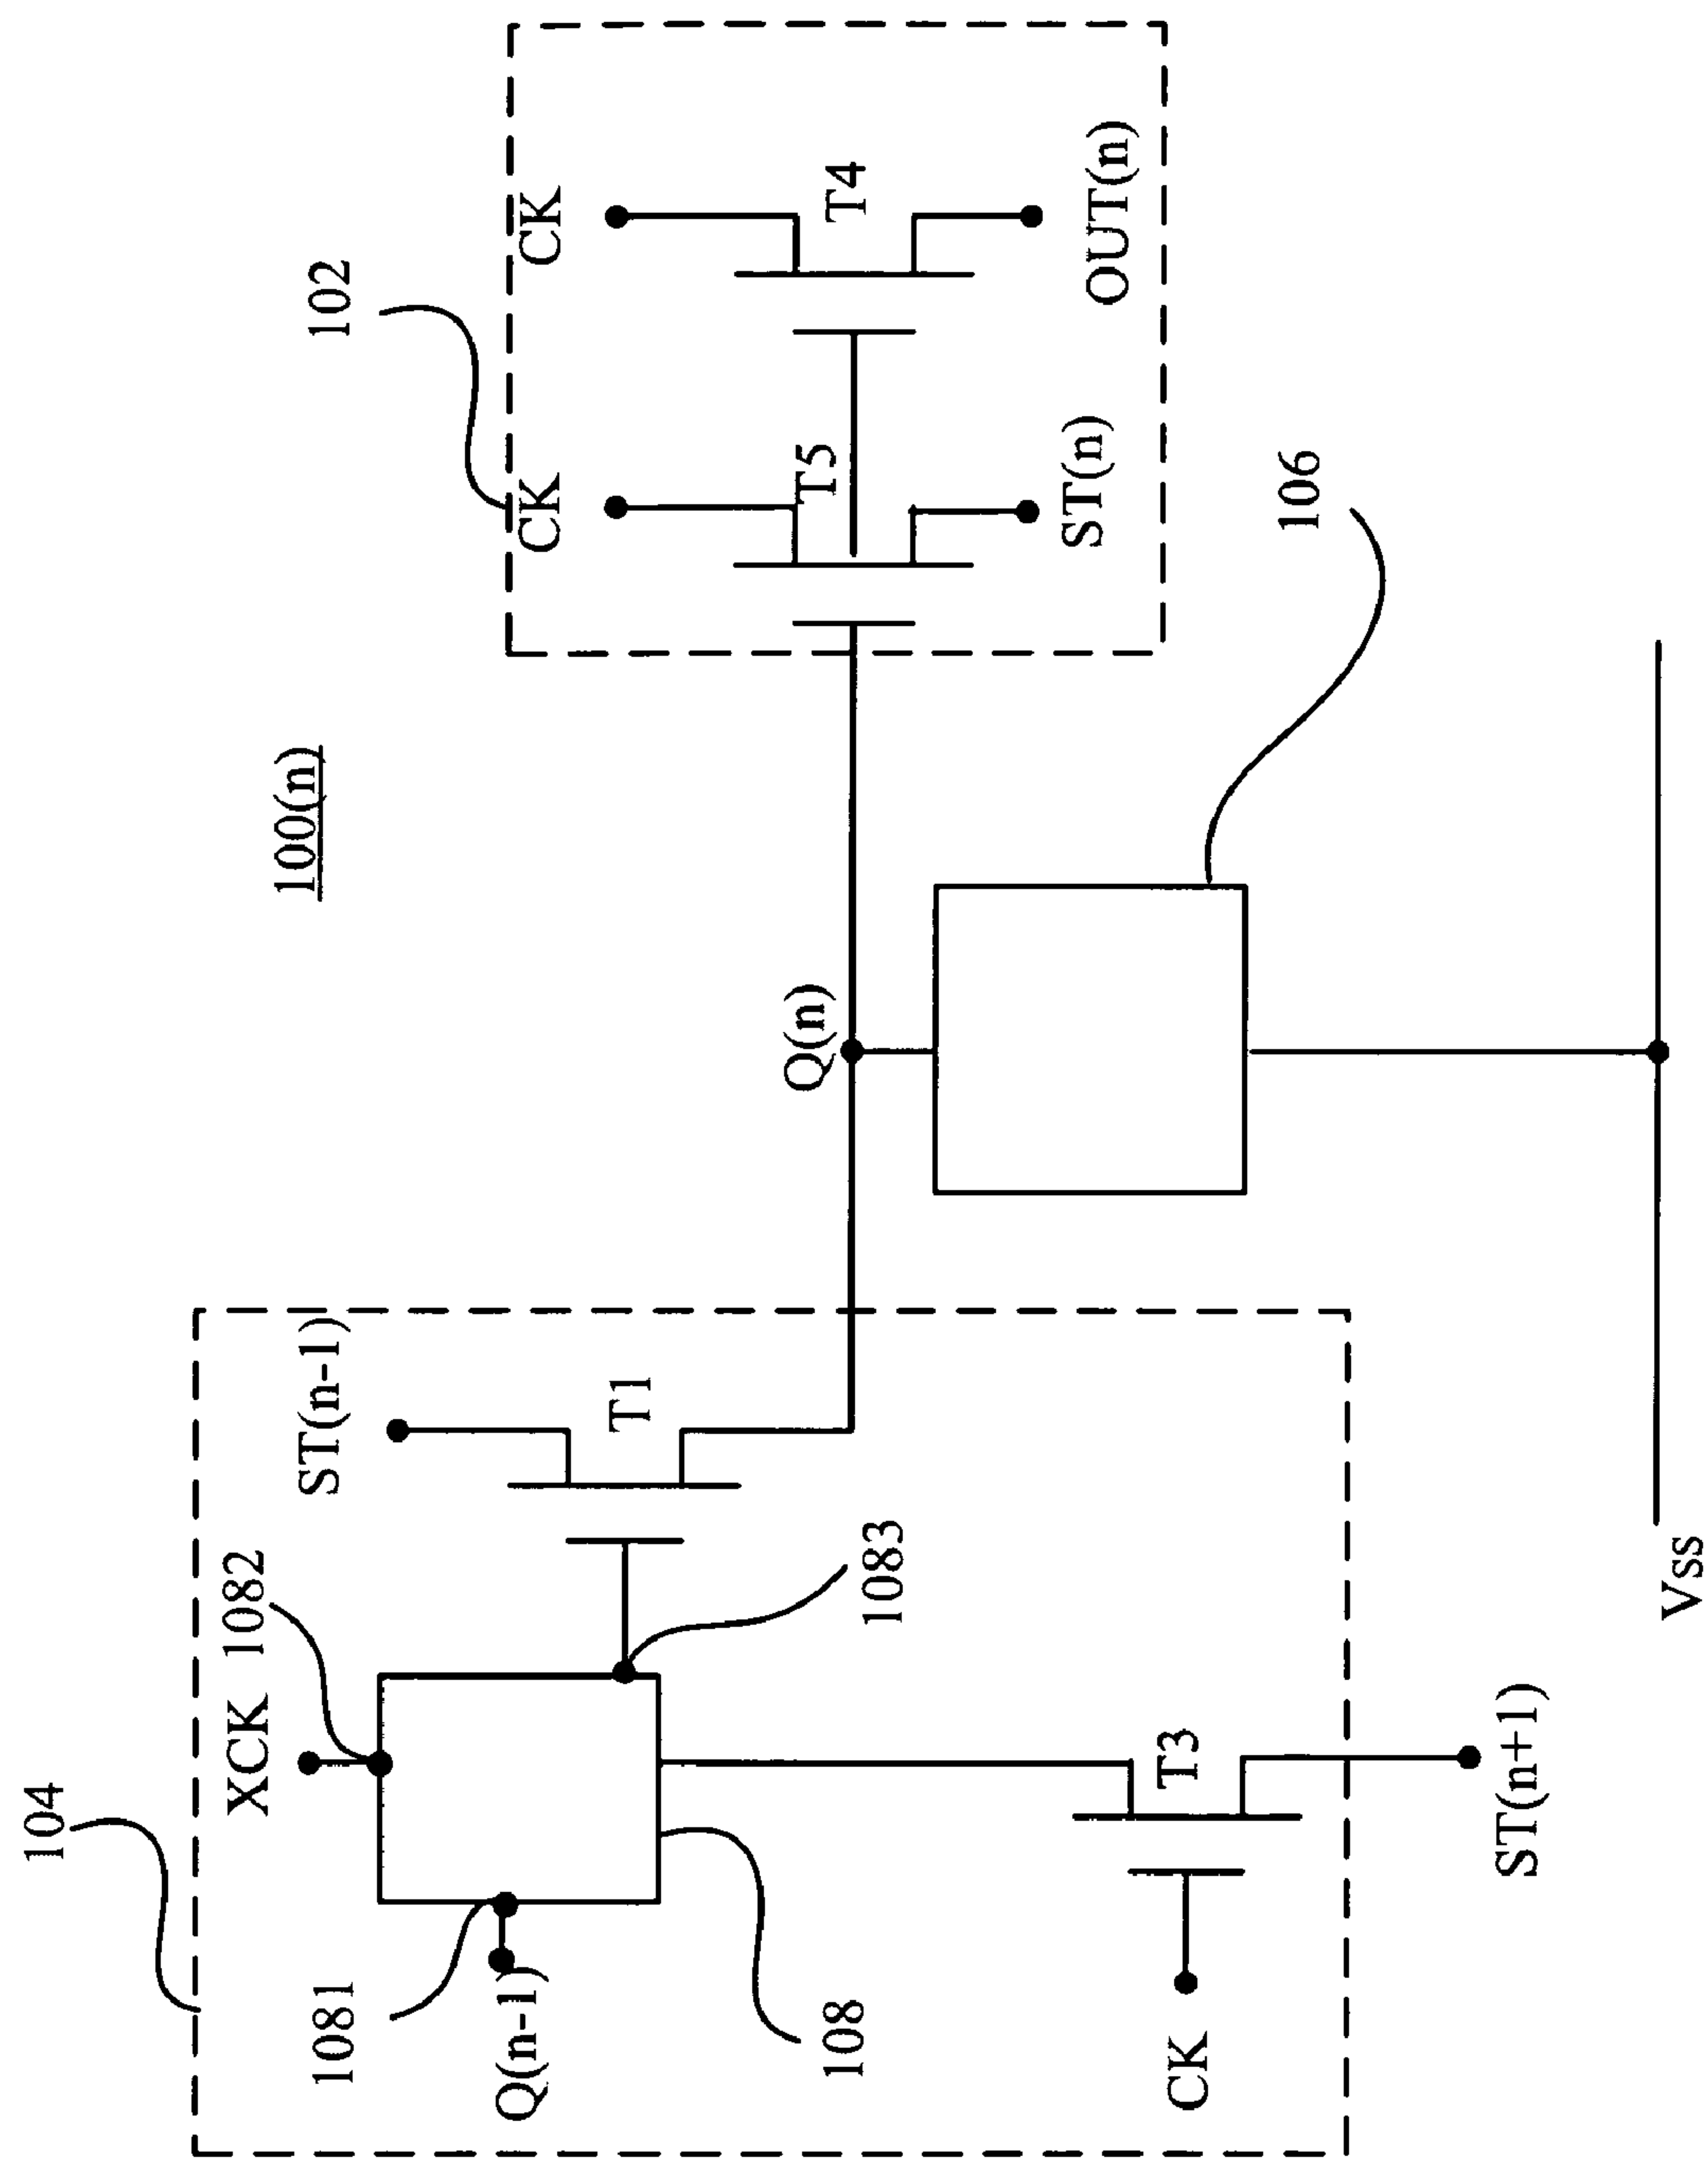 100(n)
104
102
XCK
1082
ST(n-1)
CK
CK
1081
Q(n-1)
T1
T5
T4
108
1083
Q(n)
ST(n)
OUT(n)
CK
T3
106
ST(n+1)
Vss